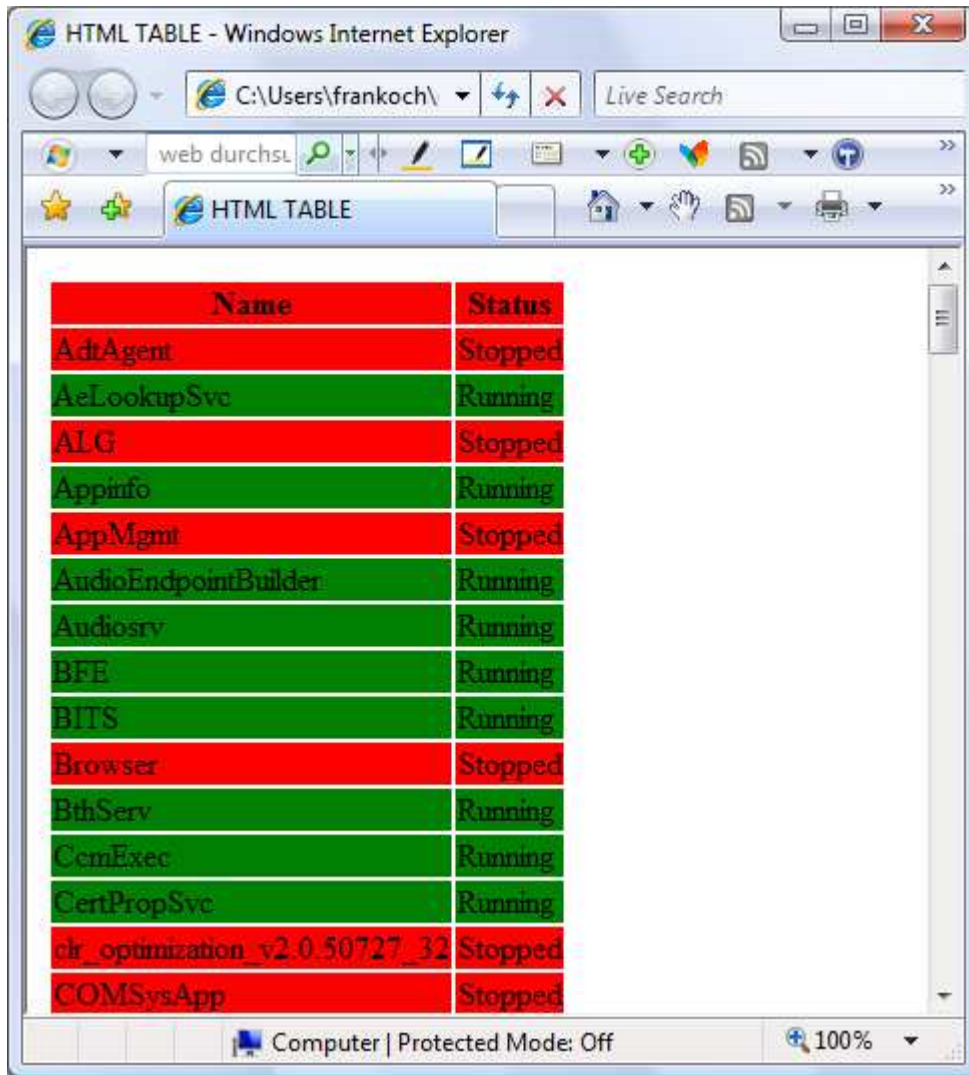 HTML TABLE - Windows Internet Explorer
C:\Users\frankoch\
Live Search
web durchsu
HTML TABLE
Name Status
AdtAgent Stopped
AeLookupSvc Running
ALG Stopped
Appinfo Running
AppMgmt Stopped
AudioEndpointBuilder Running
Audiosrv Running
BFE Running
BITS Running
Browser Stopped
BthServ Running
CcmExec Running
CertPropSvc Running
clr_optimization_v2.0.50727_32 Stopped
COMSysApp Stopped
Computer | Protected Mode: Off
100%